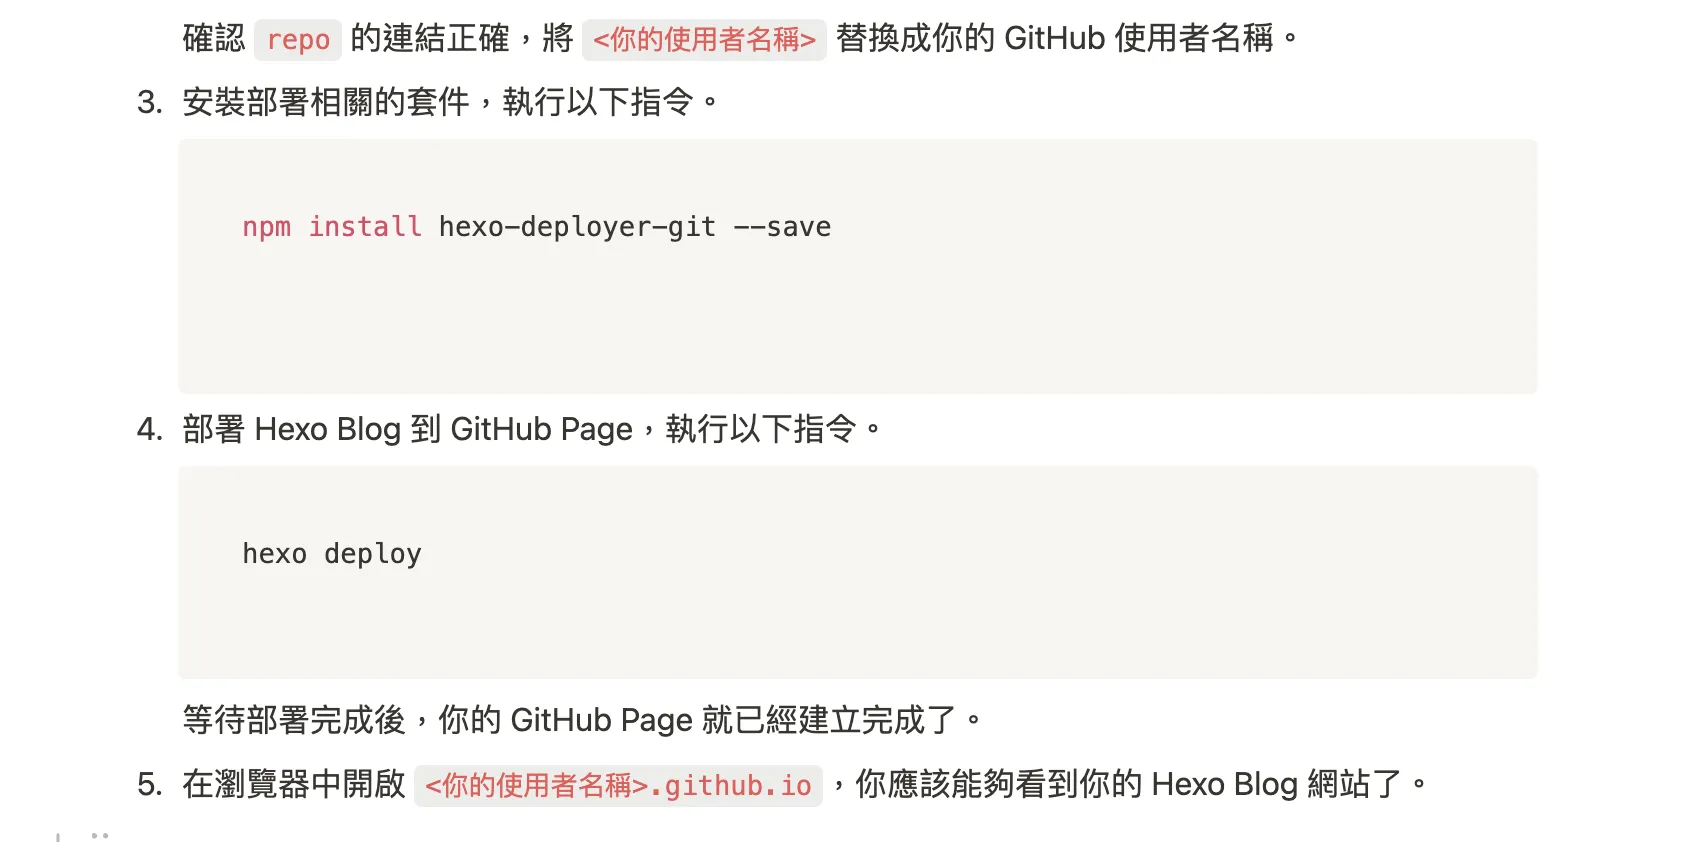 確認 repo 的連結正確，將 <你的使用者名稱> 替換成你的 GitHub 使用者名稱。
3. 安裝部署相關的套件，執行以下指令。
npm install hexo-deployer-git --save
4. 部署 Hexo Blog 到 GitHub Page，執行以下指令。
hexo deploy
等待部署完成後，你的 GitHub Page 就已經建立完成了。
5. 在瀏覽器中開啟 <你的使用者名稱>.github.io，你應該能夠看到你的 Hexo Blog 網站了。